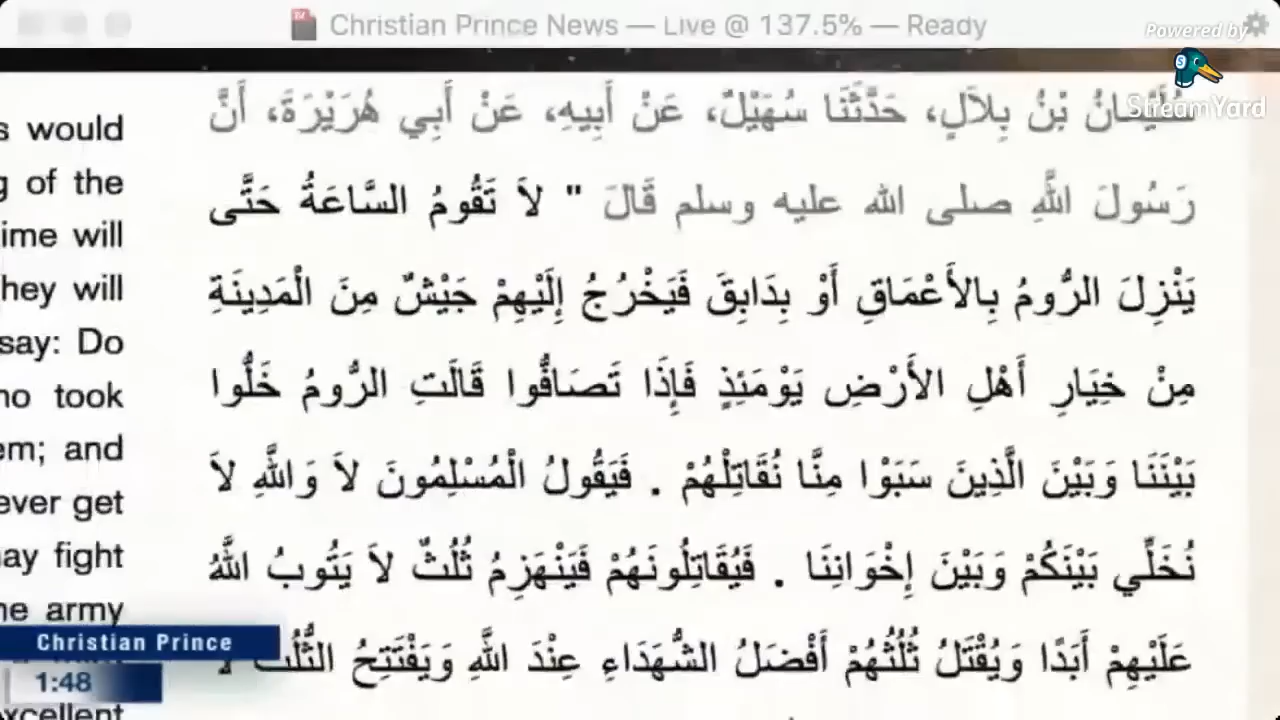 Christian Prince News — Live @ 137.5% — Ready
Powered by
StreamYard
s would
g of the
ime will
hey will
say: Do
ho took
em; and
ever get
ay fight
he army
xcellent
سُلَيْمَانُ بْنُ بِلاَلٍ، حَدَّثَنَا سُهَيْلٌ، عَنْ أَبِيهِ، عَنْ أَبِي هُرَيْرَةَ، أَنَّ
رَسُولَ اللَّهِ صلى الله عليه وسلم قَالَ " لاَ تَقُومُ السَّاعَةُ حَتَّى
يَنْزِلَ الرُّومُ بِالأَعْمَاقِ أَوْ بِدَابِقَ فَيَخْرُجُ إِلَيْهِمْ جَيْشٌ مِنَ الْمَدِينَةِ
مِنْ خِيَارِ أَهْلِ الأَرْضِ يَوْمَئِذٍ فَإِذَا تَصَافُّوا قَالَتِ الرُّومُ خَلُّوا
بَيْنَنَا وَبَيْنَ الَّذِينَ سَبَوْا مِنَّا نُقَاتِلْهُمْ . فَيَقُولُ الْمُسْلِمُونَ لاَ وَاللَّهِ لاَ
نُخَلِّي بَيْنَكُمْ وَبَيْنَ إِخْوَانِنَا . فَيُقَاتِلُونَهُمْ فَيَنْهَزِمُ ثُلُثٌ لاَ يَتُوبُ اللَّهُ
عَلَيْهِمْ أَبَدًا وَيُقْتَلُ ثُلُثُهُمْ أَفْضَلُ الشُّهَدَاءِ عِنْدَ اللَّهِ وَيَفْتَتِحُ الثُّلُثُ لاَ
Christian Prince
1:48